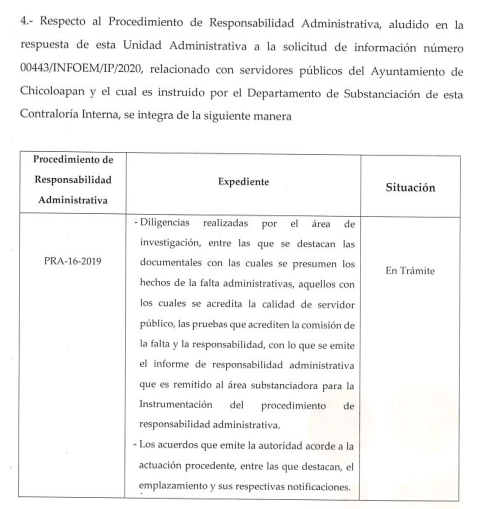 4.- Respecto al Procedimiento de Responsabilidad Administrativa, aludido en la
respuesta de esta Unidad Administrativa a la solicitud de información número
00443/INFOEM/IP/2020, relacionado con servidores públicos del Ayuntamiento de
Chicoloapan y el cual es instruido por el Departamento de Substanciación de esta
Contraloría Interna, se integra de la siguiente manera
Procedimiento de
Responsabilidad
Administrativa
Expediente
Situación
PRA-16-2019
- Diligencias realizadas por el área de
investigación, entre las que se destacan las
documentales con las cuales se presumen los
hechos de la falta administrativas, aquellos con
los cuales se acredita la calidad de servidor
público, las pruebas que acrediten la comisión de
la falta y la responsabilidad, con lo que se emite
el informe de responsabilidad administrativa
que es remitido al área substanciadora para la
Instrumentación del procedimiento de
responsabilidad administrativa.
- Los acuerdos que emite la autoridad acorde a la
actuación procedente, entre las que destacan, el
emplazamiento y sus respectivas notificaciones.
En Trámite